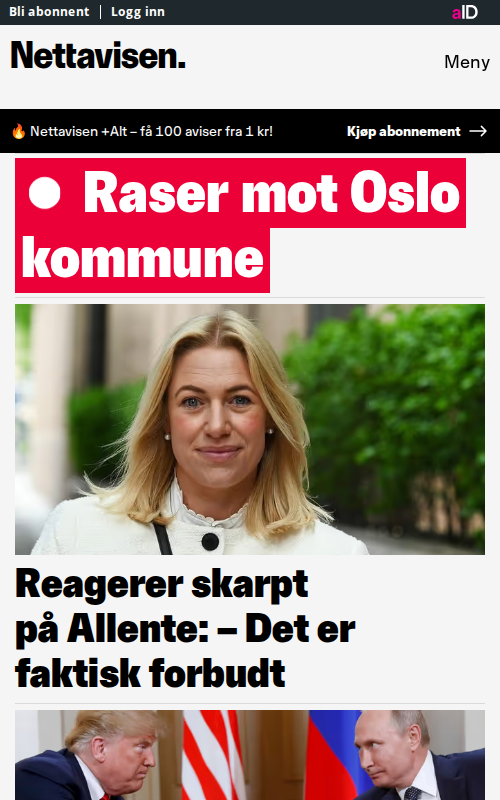 Bli abonnent | Logg inn
aID
Nettavisen.
Meny
🔥 Nettavisen +Alt – få 100 aviser fra 1 kr!
Kjøp abonnement →
Raser mot Oslo
kommune
Reagerer skarpt
på Allente: – Det er
faktisk forbudt